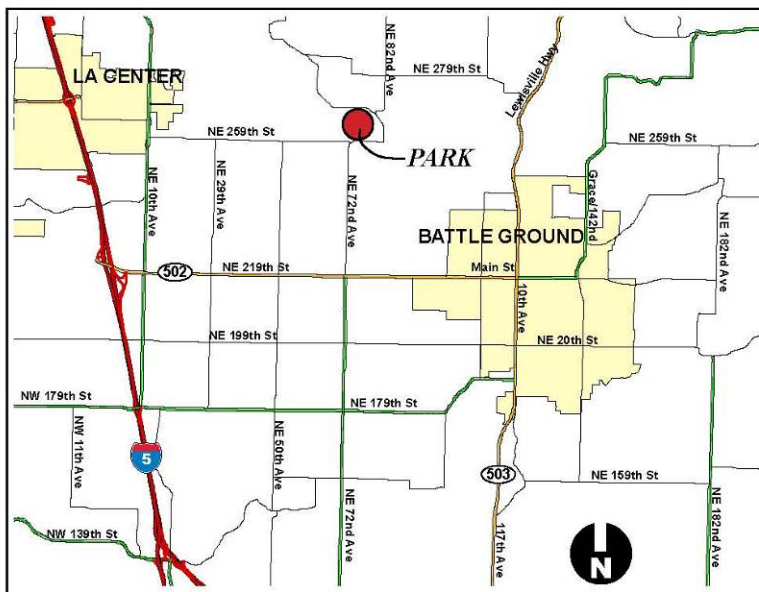 LA CENTER
NE 82nd Ave
NE 279th St
Lewisville Hwy
NE 259th St
PARK
NE 259th St
NE 10th Ave
NE 29th Ave
NE 72nd Ave
Grace/142nd
NE 182nd Ave
BATTLE GROUND
502
NE 219th St
Main St
10th Ave
NE 199th St
NE 20th St
NW 179th St
NE 179th St
NW 11th Ave
5
NE 50th Ave
NE 72nd Ave
503
NE 159th St
117th Ave
NE 182nd Ave
NW 139th St
N